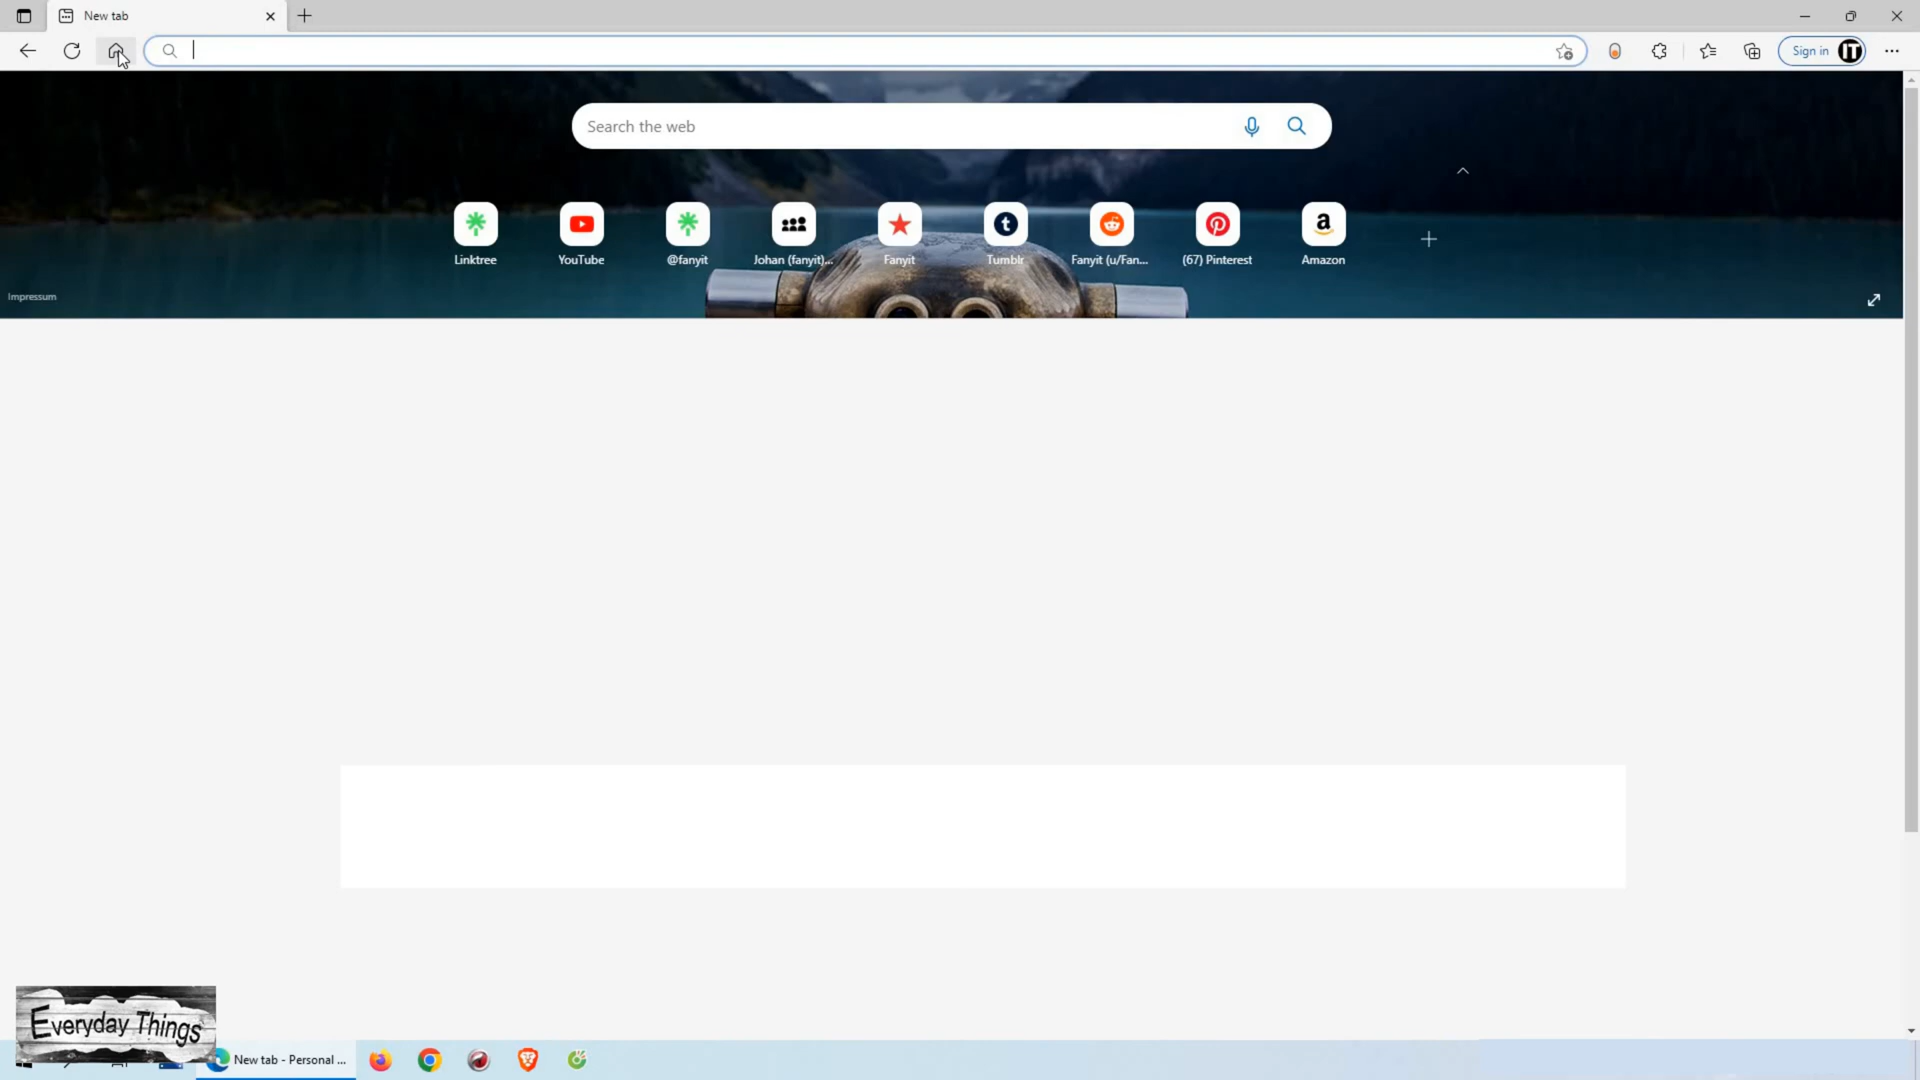 New tab
Sign in
IT
Search the web
Linktree
YouTube
@fanyit
Johan (fanyit)...
Fanyit
Tumblr
Fanyit (u/Fan...
(67) Pinterest
Amazon
Impressum
Everyday Things
New tab - Personal ...